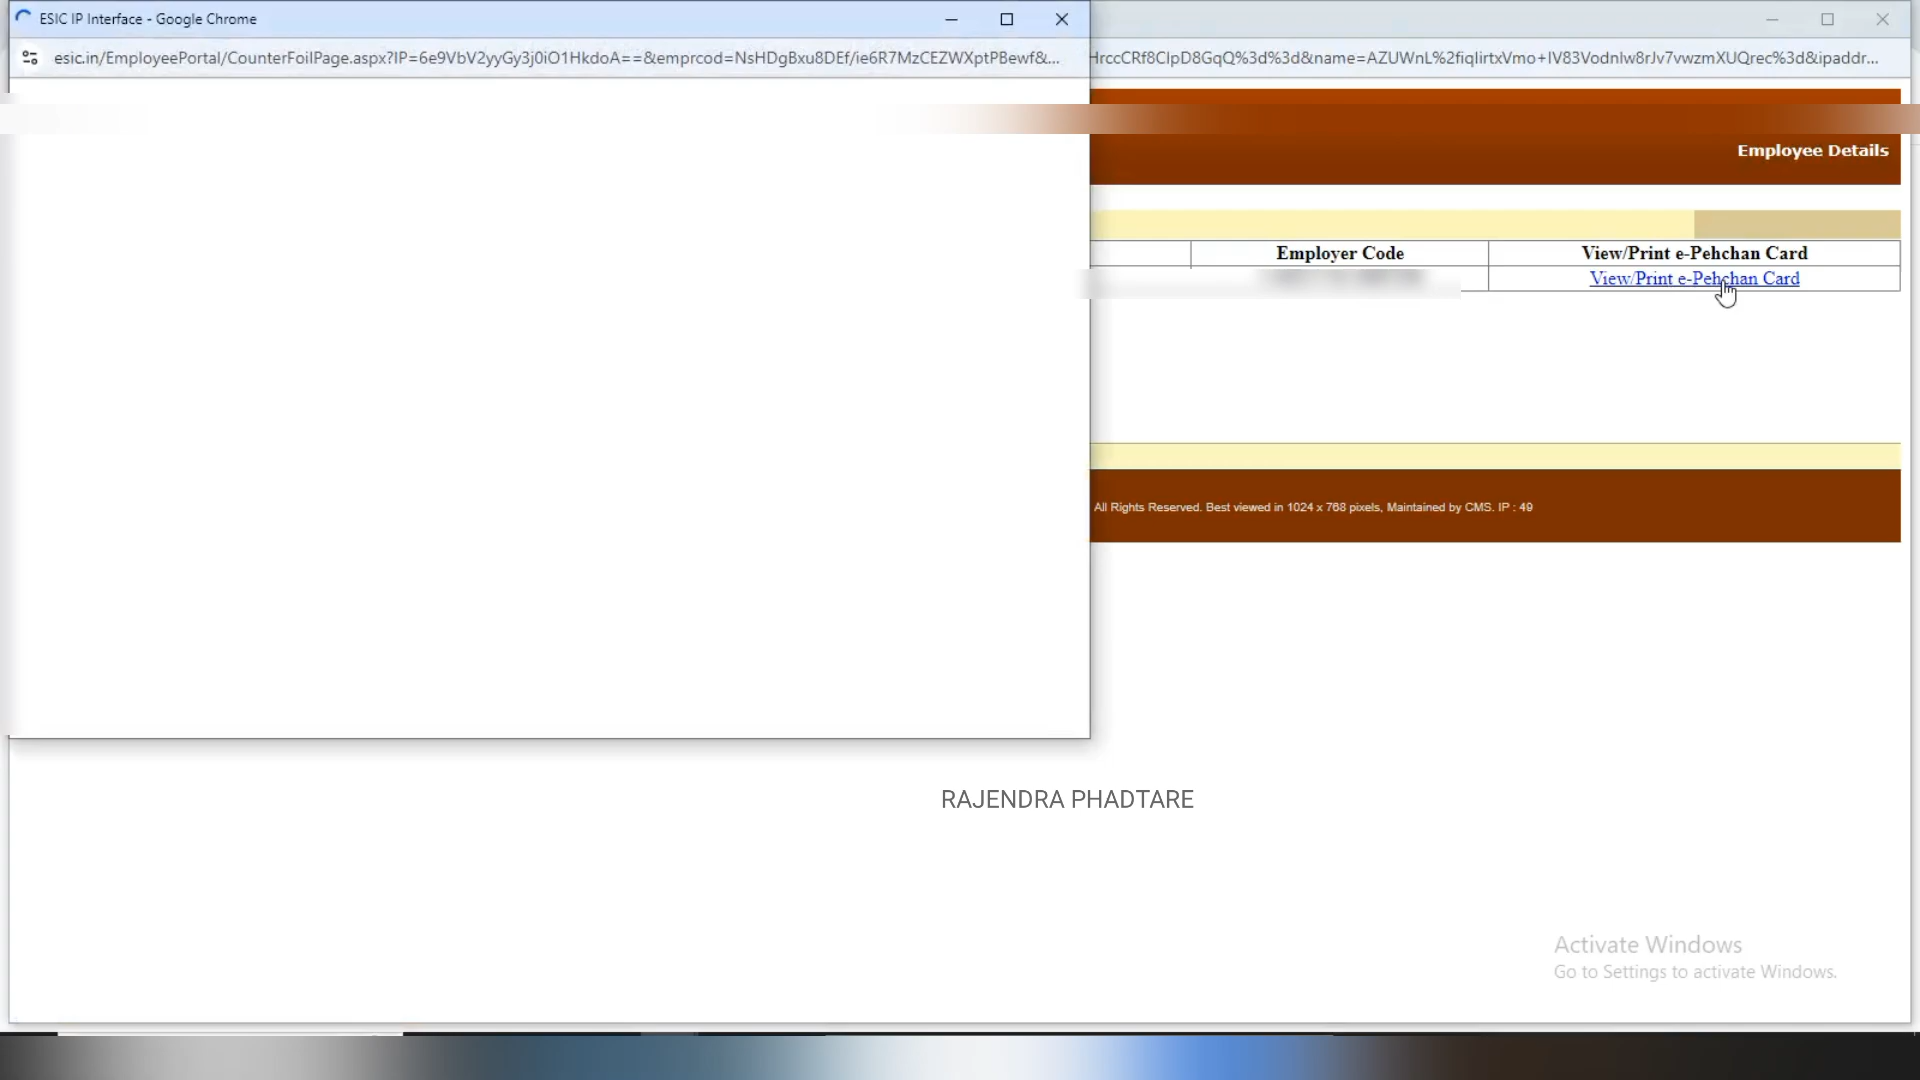 ESIC IP Interface - Google Chrome
esic.in/EmployeePortal/CounterFoilPage.aspx?IP=6e9VbV2yyGy3j0iO1HkdoA==&emprcod=NsHDgBxu8DEf/ie6R7MzCEZWXptPBewf&...
HrccCRf8ClpD8GqQ%3d%3d&name=AZUWnL%2fiqlirtxVmo+IV83Vodnlw8rJv7vwzmXUQrec%3d&ipaddr...
Employee Details
Employer Code
View/Print e-Pehchan Card
View/Print e-Pehchan Card
All Rights Reserved. Best viewed in 1024 x 768 pixels, Maintained by CMS. IP : 49
RAJENDRA PHADTARE
Activate Windows
Go to Settings to activate Windows.